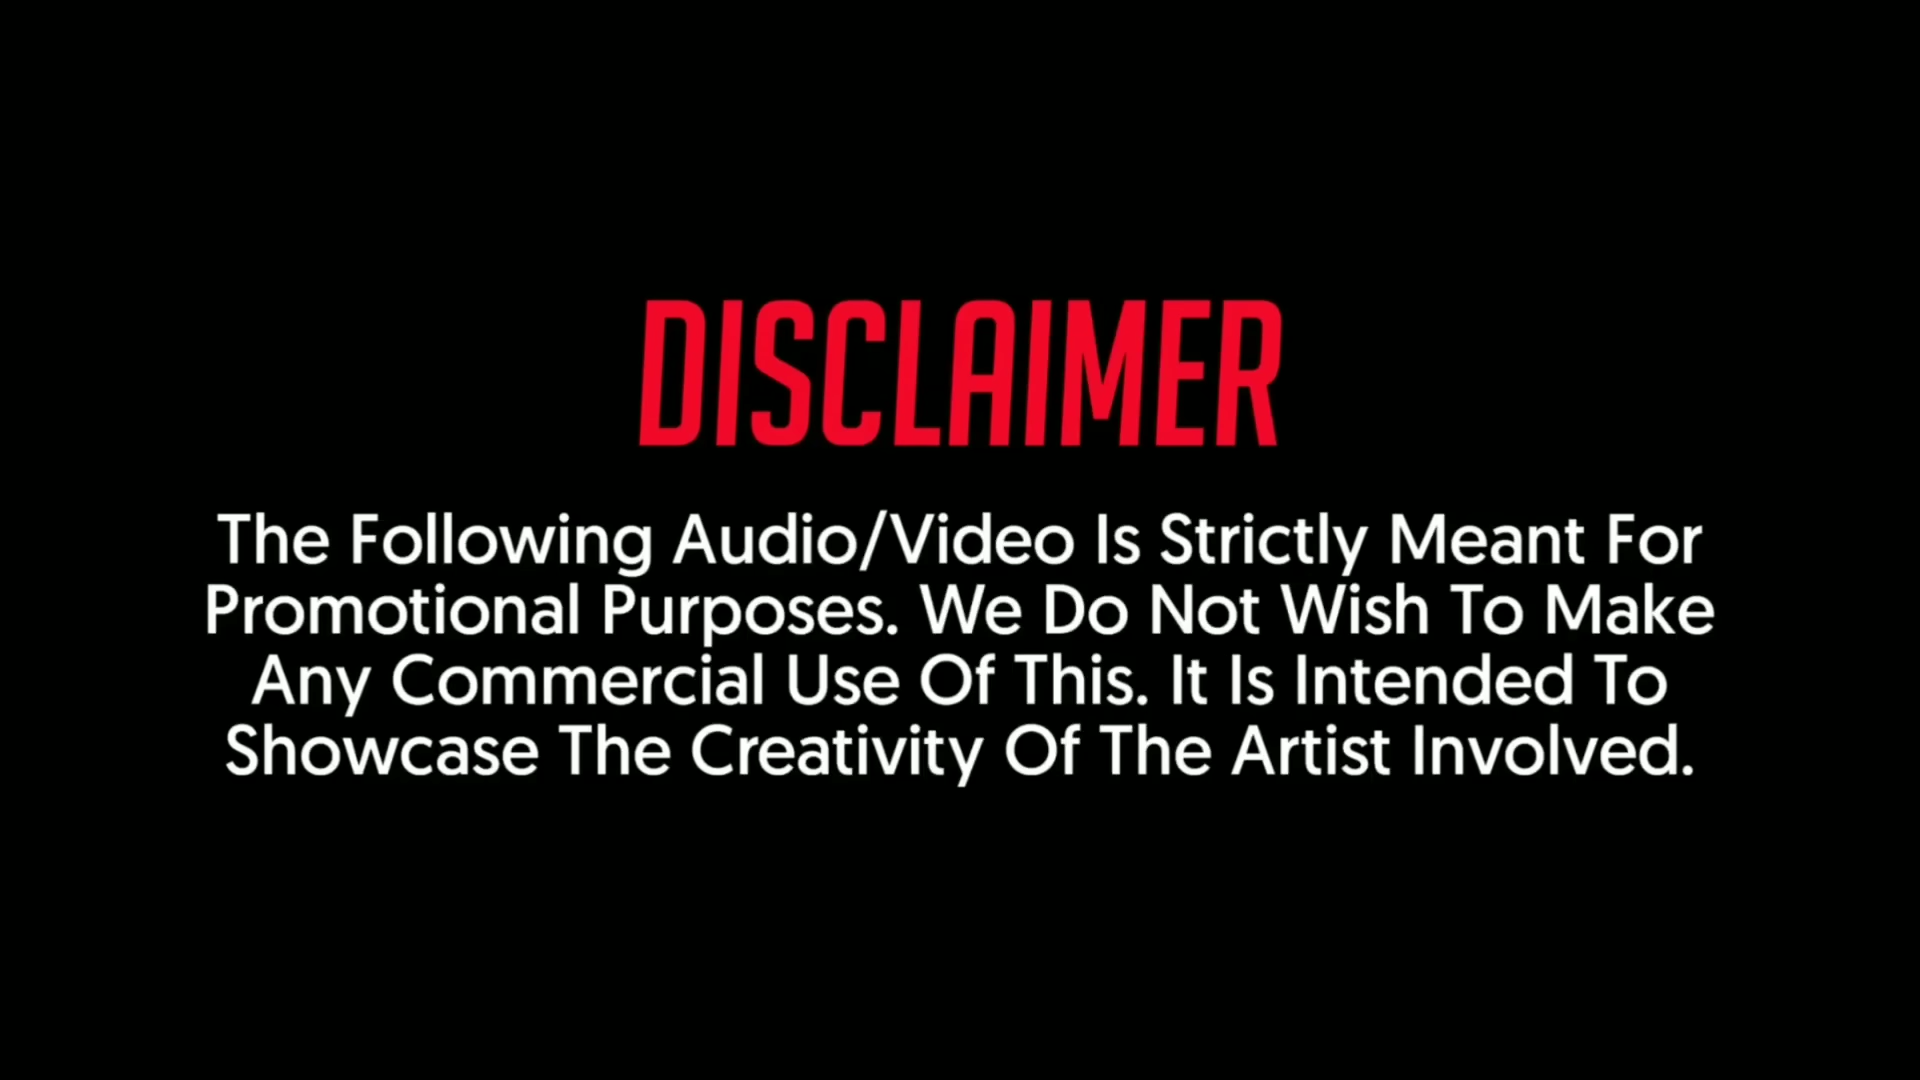 DISCLAIMER
The Following Audio/Video Is Strictly Meant For
Promotional Purposes. We Do Not Wish To Make
Any Commercial Use Of This. It Is Intended To
Showcase The Creativity Of The Artist Involved.